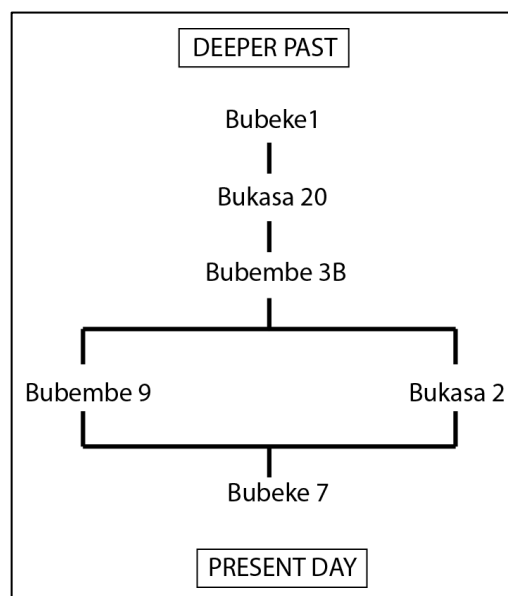 DEEPER PAST
Bubeke1
Bukasa 20
Bubembe 3B
Bubembe 9
Bukasa 2
Bubeke 7
PRESENT DAY